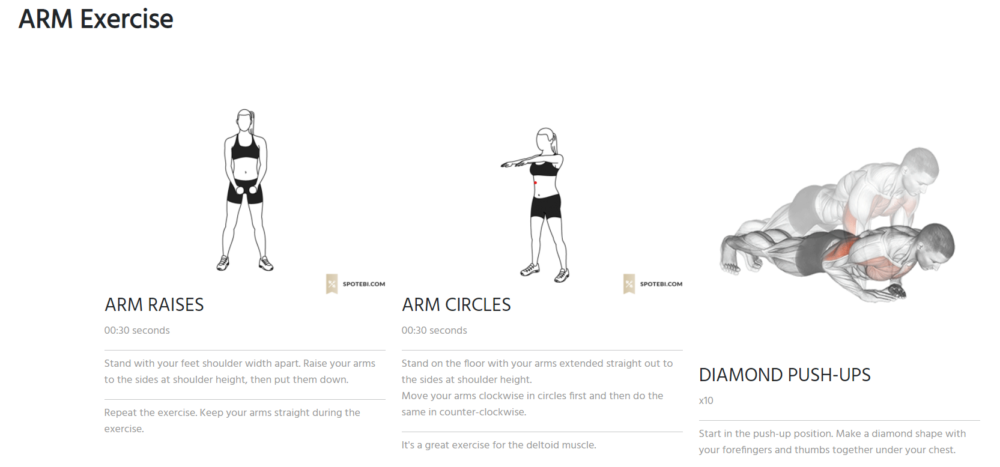 ARM Exercise
SPOTEBI.COM
ARM RAISES
00:30 seconds
Stand with your feet shoulder width apart. Raise your arms
to the sides at shoulder height, then put them down.
Repeat the exercise. Keep your arms straight during the
exercise.
SPOTEBI.COM
ARM CIRCLES
00:30 seconds
Stand on the floor with your arms extended straight out to
the sides at shoulder height.
Move your arms clockwise in circles first and then do the
same in counter-clockwise.
It's a great exercise for the deltoid muscle.
DIAMOND PUSH-UPS
x10
Start in the push-up position. Make a diamond shape with
your forefingers and thumbs together under your chest.